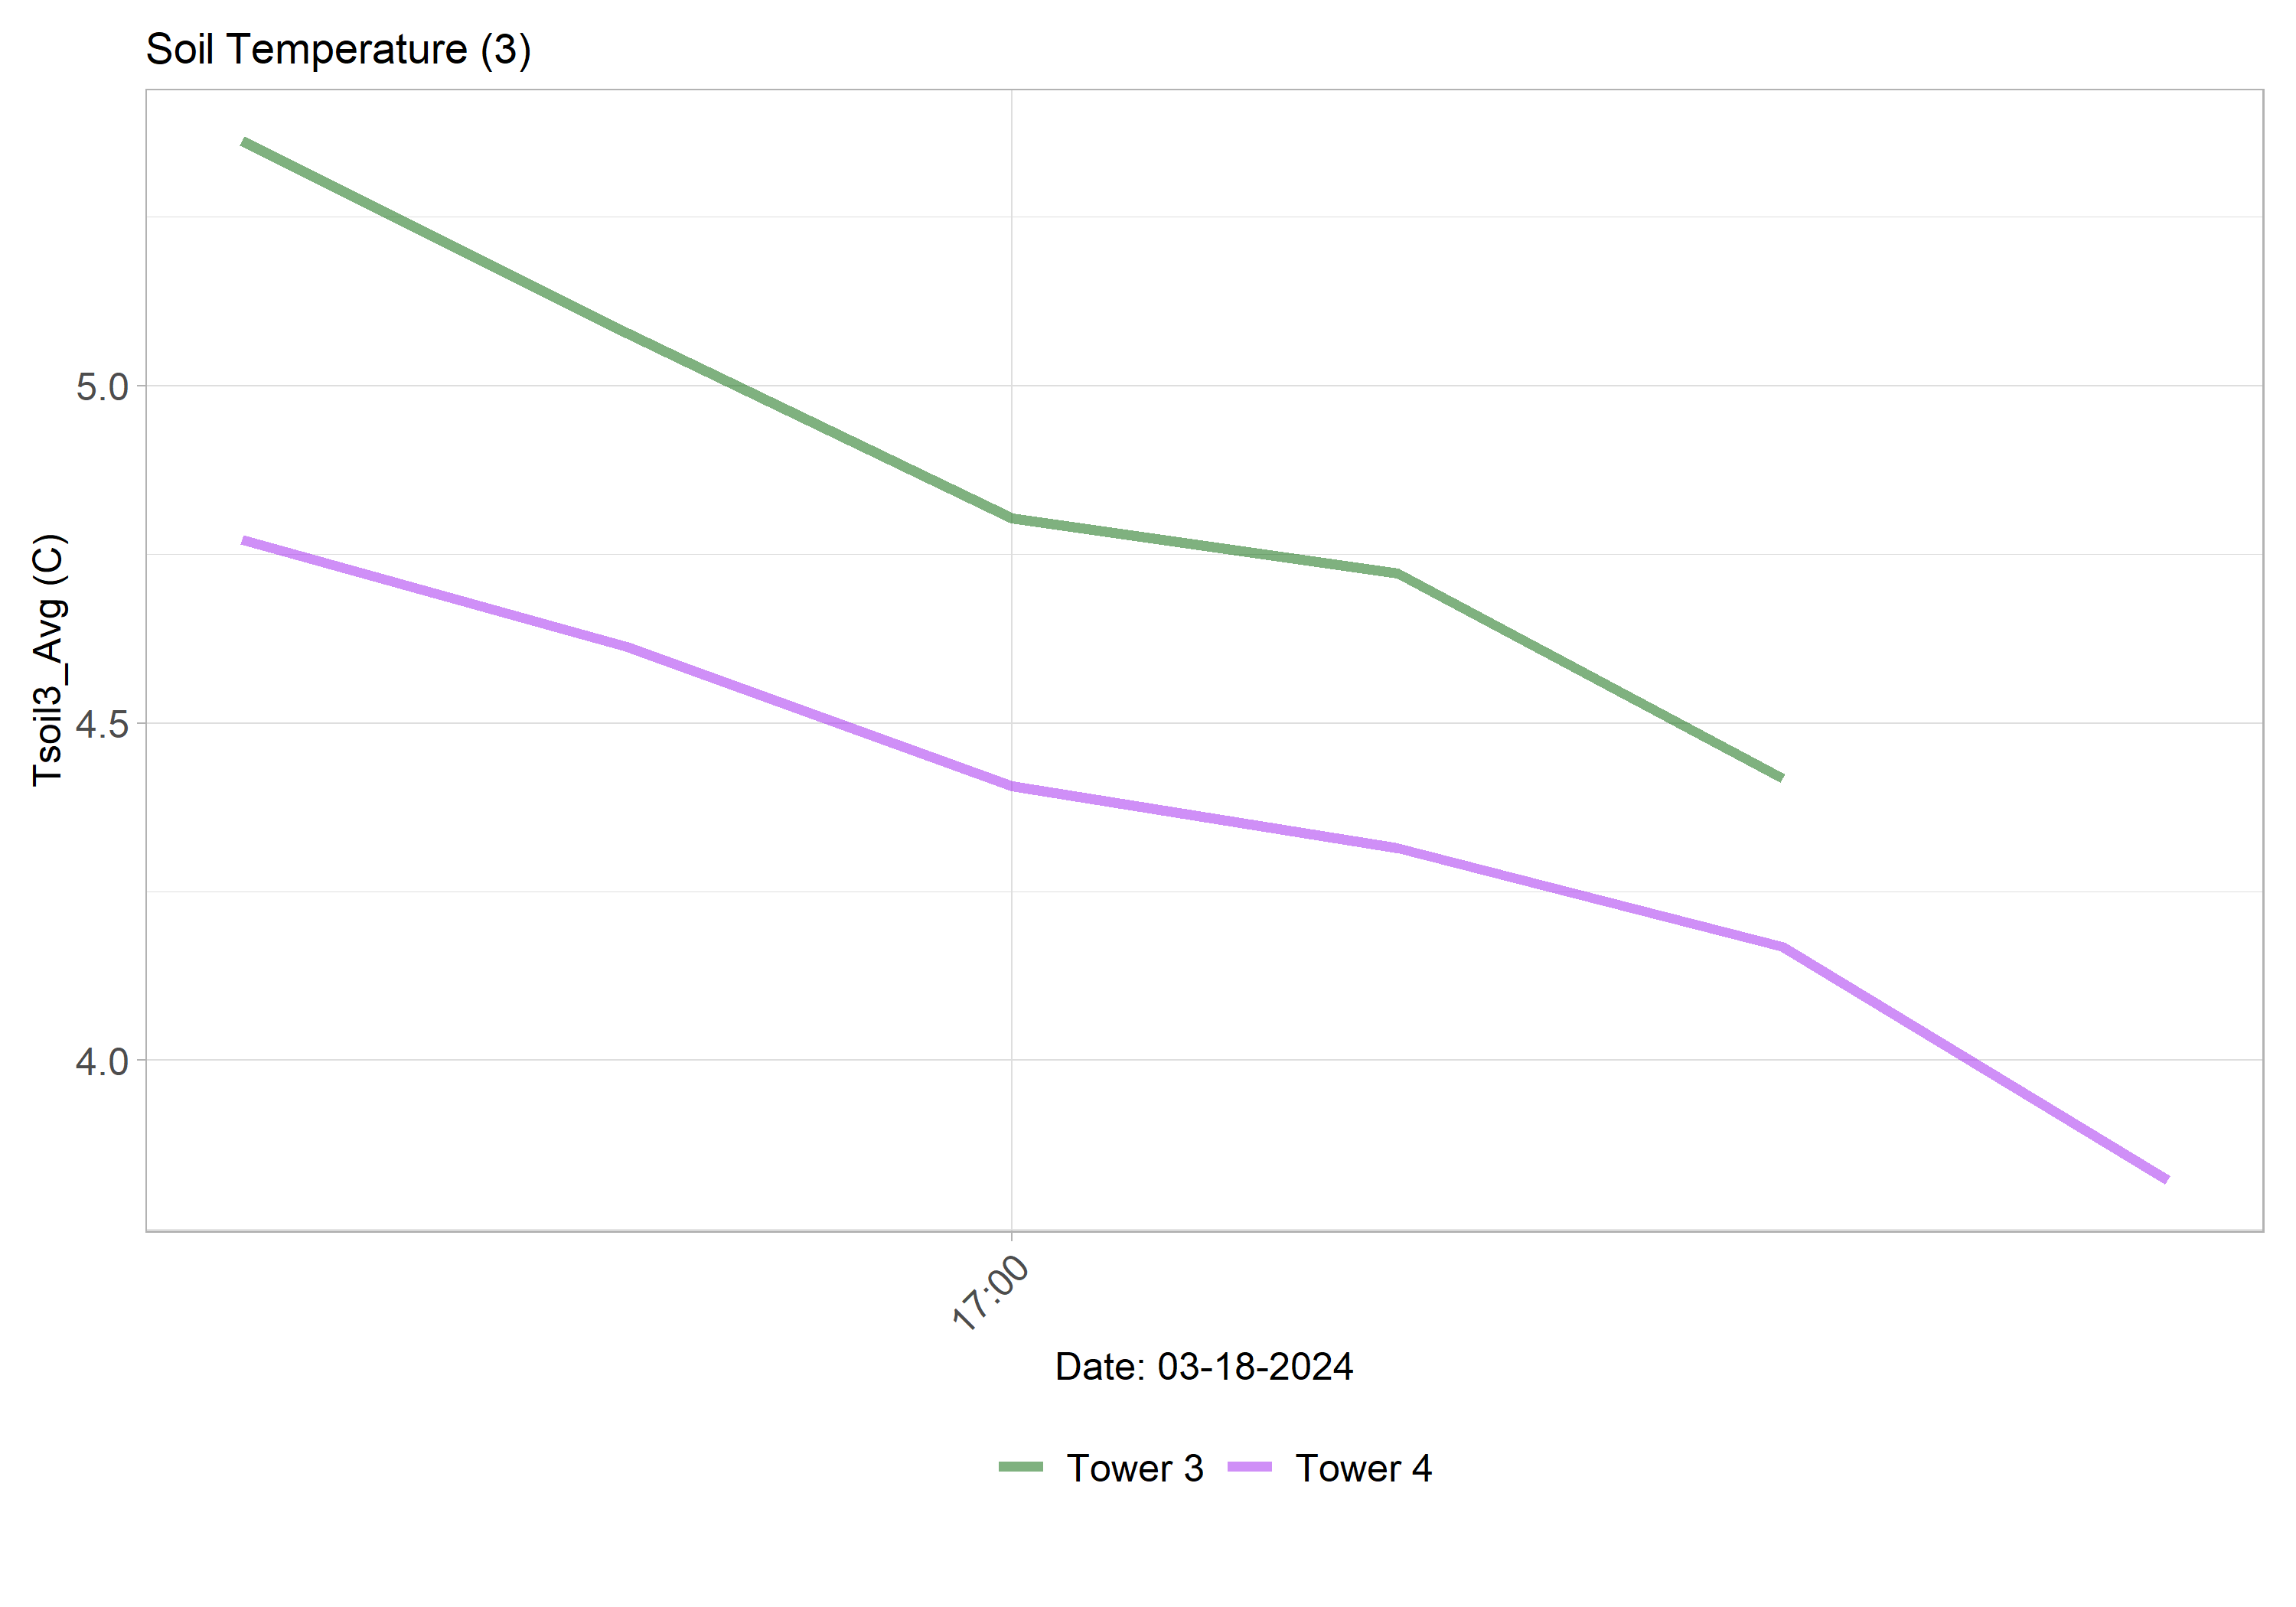 Soil Temperature (3)
Tsoil3_Avg (C)
5.0
4.5
4.0
17:00
Date: 03-18-2024
Tower 3 Tower 4